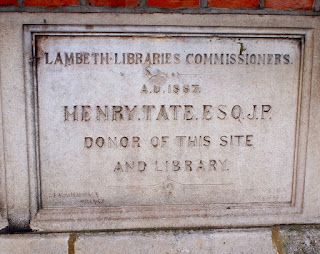 LAMBETH·LIBRARIES COMMISSIONERS.
A.D. 1887.
HENRY.TATE.ESQ.J.P.
DONOR OF THIS SITE
AND LIBRARY.